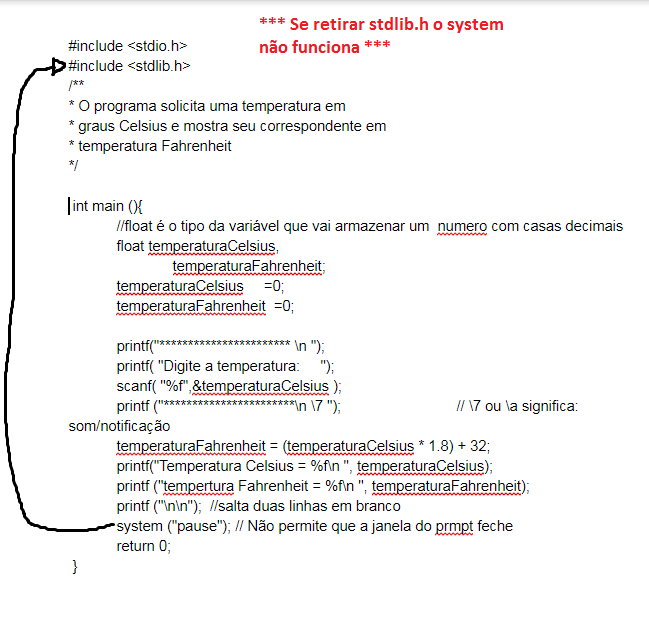 *** Se retirar stdlib.h o system
não funciona ***
#include <stdio.h>
#include <stdlib.h>
/**
* O programa solicita uma temperatura em
* graus Celsius e mostra seu correspondente em
* temperatura Fahrenheit
*/
int main (){
//float é o tipo da variável que vai armazenar um  numero com casas decimais
float temperaturaCelsius,
temperaturaFahrenheit;
temperaturaCelsius    =0;
temperaturaFahrenheit  =0;
printf("*********************** \n ");
printf( "Digite a temperatura:    ");
scanf( "%f",&temperaturaCelsius );
printf ("***********************\n \7 ");                    // \7 ou \a significa:
som/notificação
temperaturaFahrenheit = (temperaturaCelsius * 1.8) + 32;
printf("Temperatura Celsius = %f\n ", temperaturaCelsius);
printf ("tempertura Fahrenheit = %f\n ", temperaturaFahrenheit);
printf ("\n\n");  //salta duas linhas em branco
system ("pause"); // Não permite que a janela do prmpt feche
return 0;
}